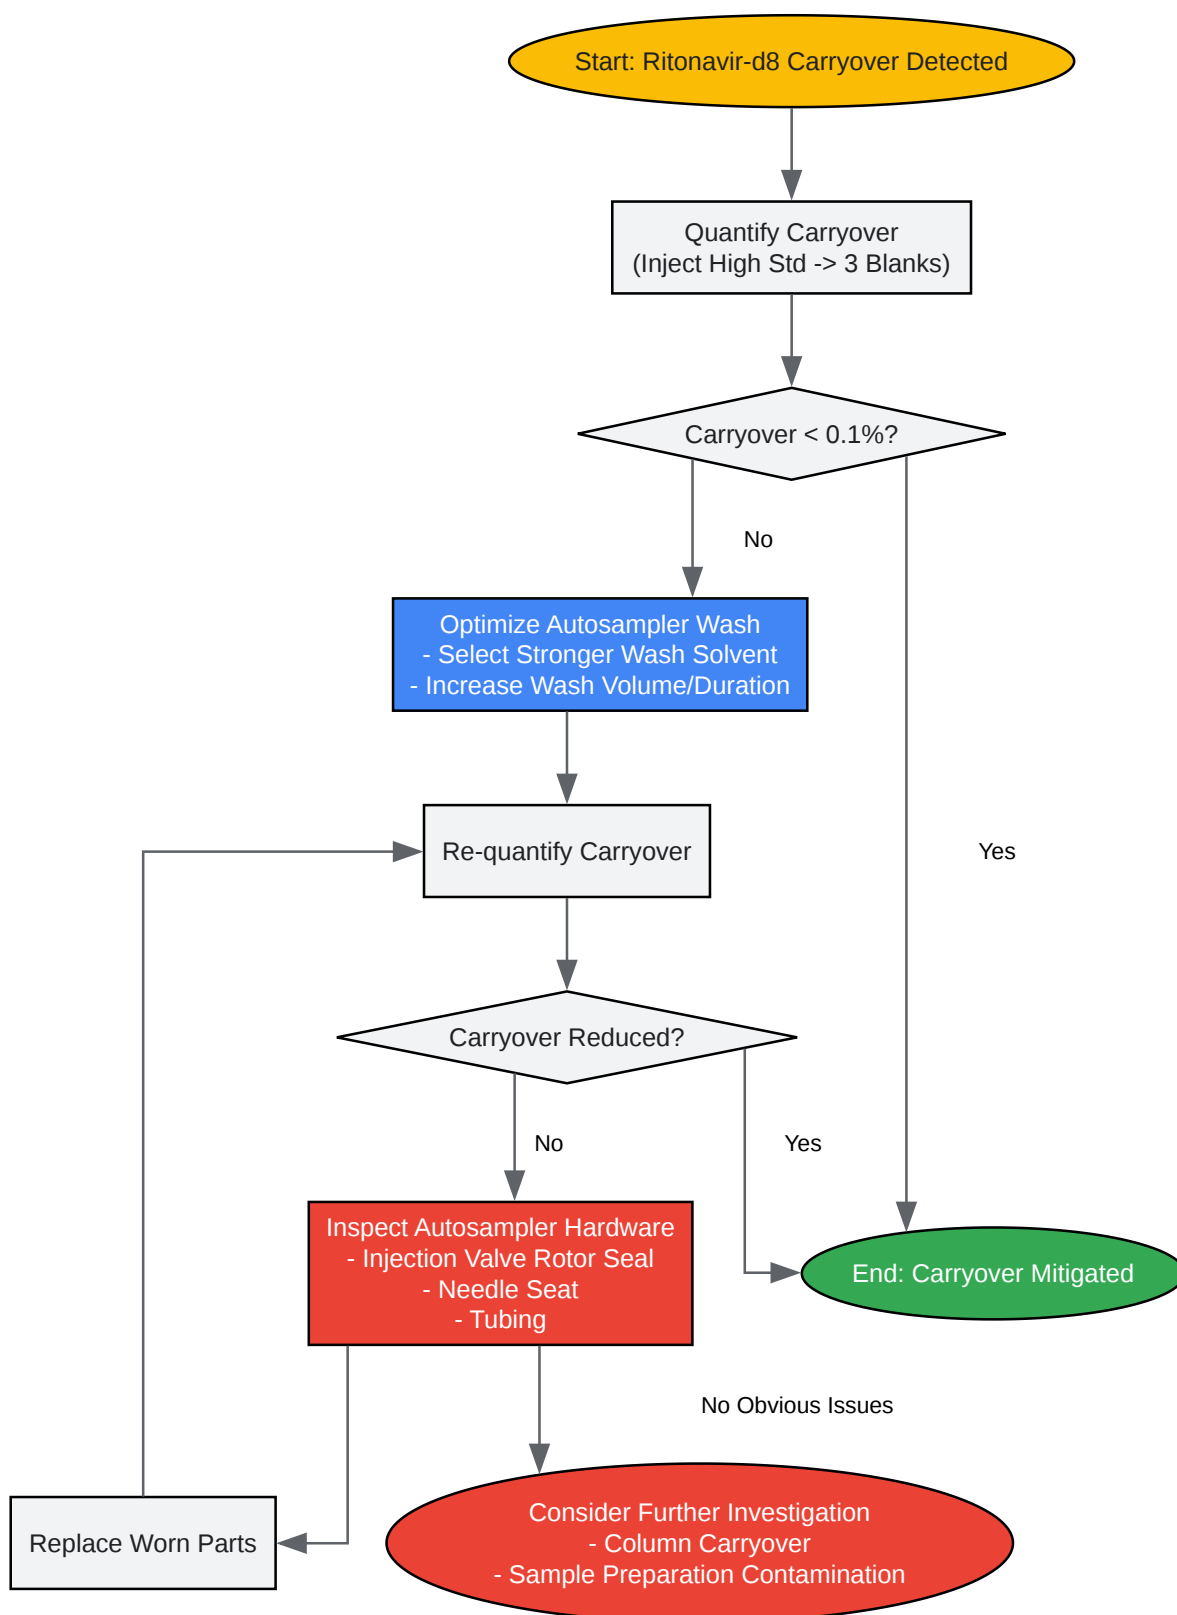 Start: Ritonavir-d8 Carryover Detected
Quantify Carryover
(Inject High Std -> 3 Blanks)
Carryover < 0.1%?
No
Optimize Autosampler Wash
- Select Stronger Wash Solvent
- Increase Wash Volume/Duration
Re-quantify Carryover
Yes
Carryover Reduced?
No
Yes
Inspect Autosampler Hardware
- Injection Valve Rotor Seal
- Needle Seat
- Tubing
End: Carryover Mitigated
No Obvious Issues
Replace Worn Parts
Consider Further Investigation
- Column Carryover
- Sample Preparation Contamination